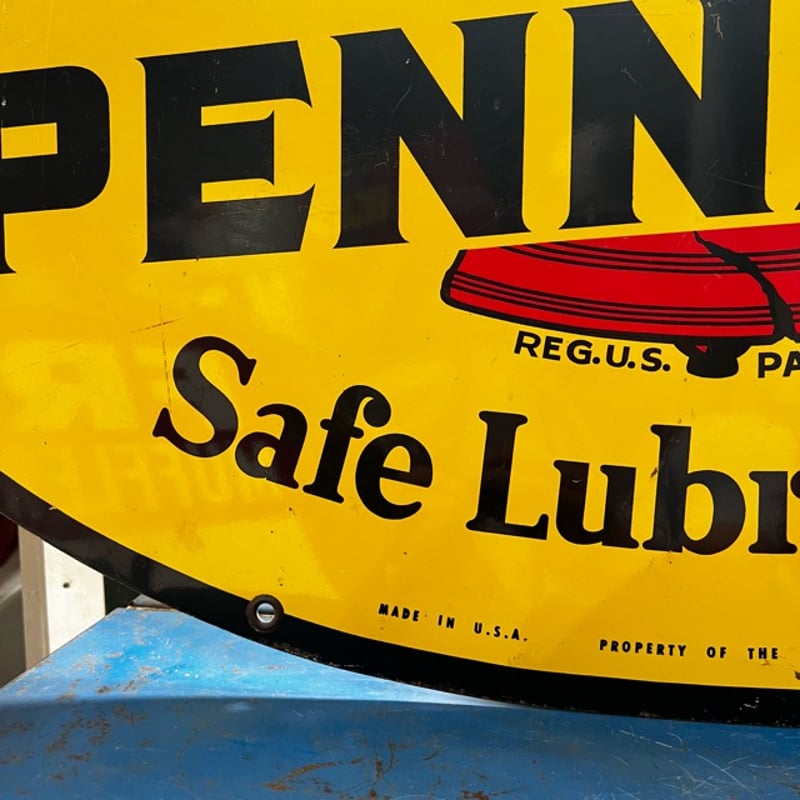 PENN
Safe Lubr
REG.U.S. PA
MADE IN U.S.A. PROPERTY OF THE